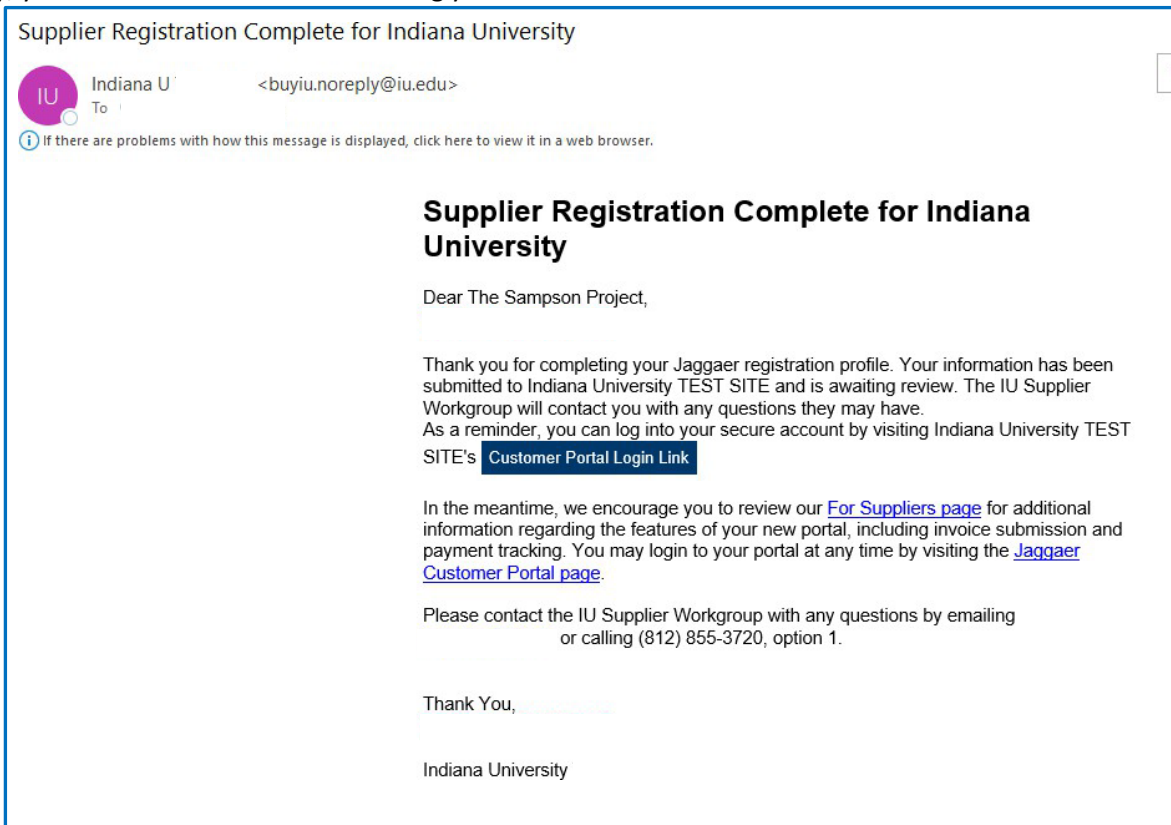 Supplier Registration Complete for Indiana University
IU
Indiana U <buyiu.noreply@iu.edu>
To
If there are problems with how this message is displayed, click here to view it in a web browser.
Supplier Registration Complete for Indiana
University
Dear The Sampson Project,
Thank you for completing your Jaggaer registration profile. Your information has been
submitted to Indiana University TEST SITE and is awaiting review. The IU Supplier
Workgroup will contact you with any questions they may have.
As a reminder, you can log into your secure account by visiting Indiana University TEST
SITE's Customer Portal Login Link
In the meantime, we encourage you to review our For Suppliers page for additional
information regarding the features of your new portal, including invoice submission and
payment tracking. You may login to your portal at any time by visiting the Jaggaer
Customer Portal page.
Please contact the IU Supplier Workgroup with any questions by emailing
or calling (812) 855-3720, option 1.
Thank You,
Indiana University